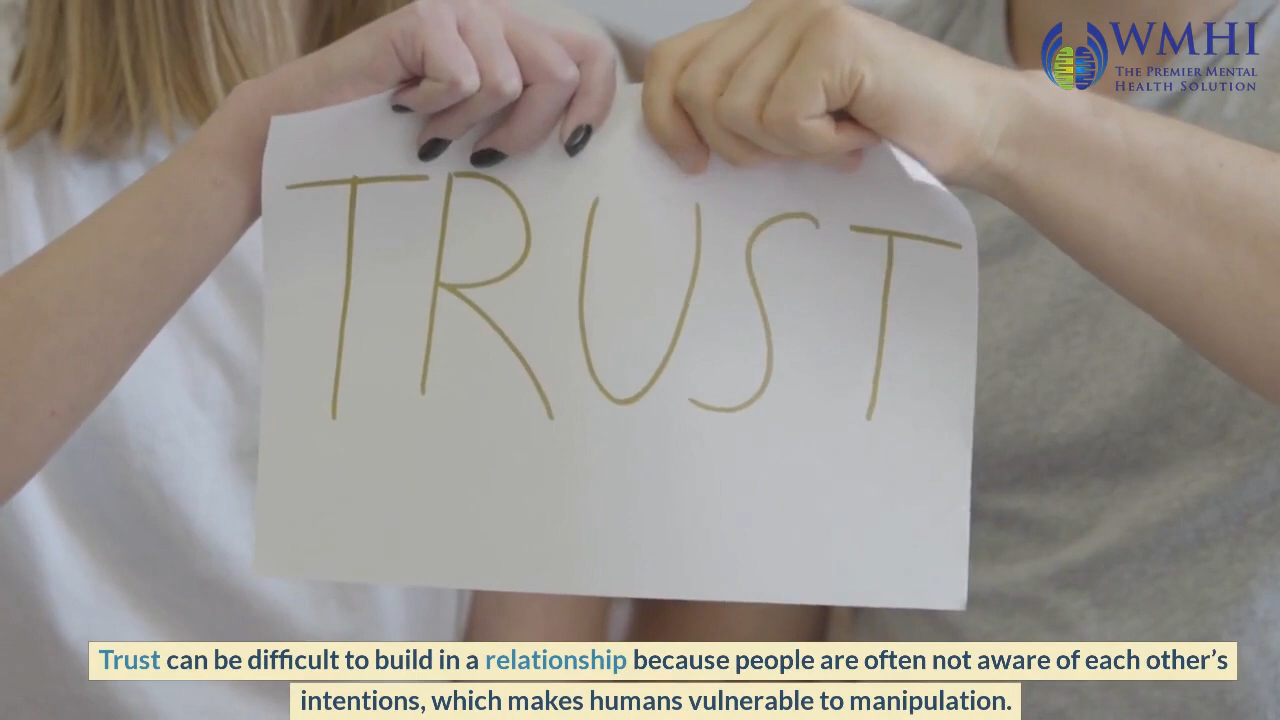 WMHI
THE PREMIER MENTAL
HEALTH SOLUTION
TRUST
Trust can be difficult to build in a relationship because people are often not aware of each other’s
intentions, which makes humans vulnerable to manipulation.